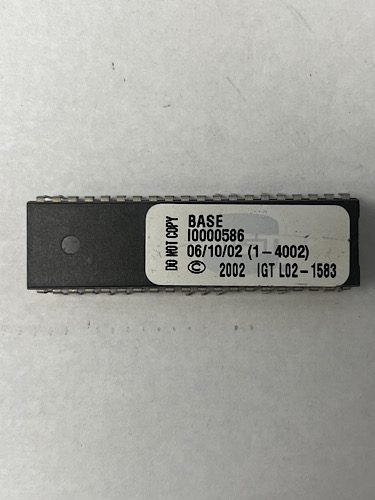 DO NOT COPY
BASE
I0000586
06/10/02 (1-4002)
© 2002 IGT L02-1583